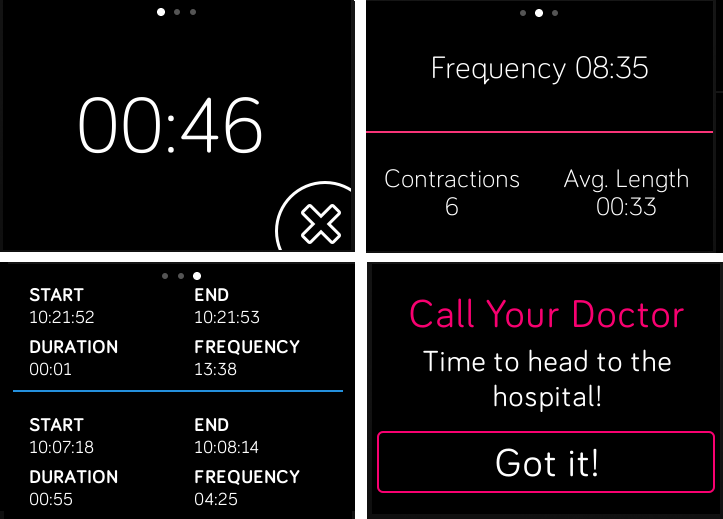 00:46
Frequency 08:35
Contractions Avg. Length
6 00:33
START END
10:21:52 10:21:53
DURATION FREQUENCY
00:01 13:38
START END
10:07:18 10:08:14
DURATION FREQUENCY
00:55 04:25
Call Your Doctor
Time to head to the
hospital!
Got it!